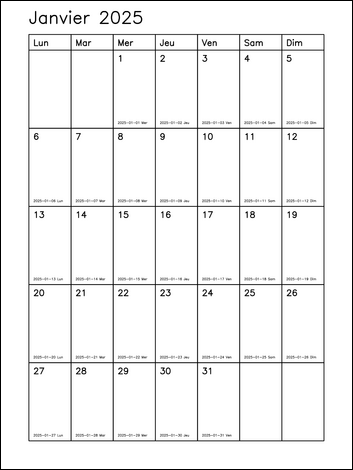 Janvier 2025
Lun Mar Mer Jeu Ven Sam Dim
1 2 3 4 5
2025-01-01 Mer 2025-01-02 Jeu 2025-01-03 Ven 2025-01-04 Sam 2025-01-05 Dim
6 7 8 9 10 11 12
2025-01-06 Lun 2025-01-07 Mar 2025-01-08 Mer 2025-01-09 Jeu 2025-01-10 Ven 2025-01-11 Sam 2025-01-12 Dim
13 14 15 16 17 18 19
2025-01-13 Lun 2025-01-14 Mar 2025-01-15 Mer 2025-01-16 Jeu 2025-01-17 Ven 2025-01-18 Sam 2025-01-19 Dim
20 21 22 23 24 25 26
2025-01-20 Lun 2025-01-21 Mar 2025-01-22 Mer 2025-01-23 Jeu 2025-01-24 Ven 2025-01-25 Sam 2025-01-26 Dim
27 28 29 30 31
2025-01-27 Lun 2025-01-28 Mar 2025-01-29 Mer 2025-01-30 Jeu 2025-01-31 Ven